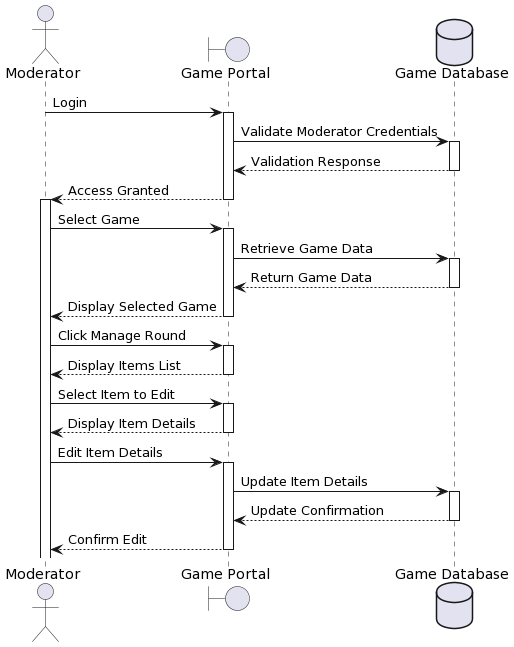 Moderator
Game Portal
Game Database
Login
Validate Moderator Credentials
Validation Response
Access Granted
Select Game
Retrieve Game Data
Return Game Data
Display Selected Game
Click Manage Round
Display Items List
Select Item to Edit
Display Item Details
Edit Item Details
Update Item Details
Update Confirmation
Confirm Edit
Moderator
Game Portal
Game Database